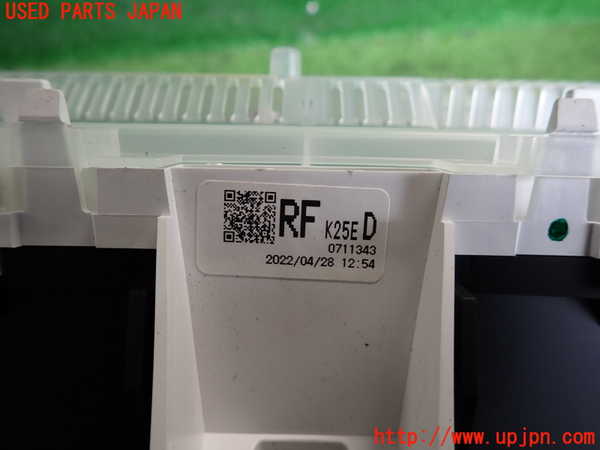 USED PARTS JAPAN
RF K25E D
0711343
2022/04/28 12:54
http://www.upjpn.com/